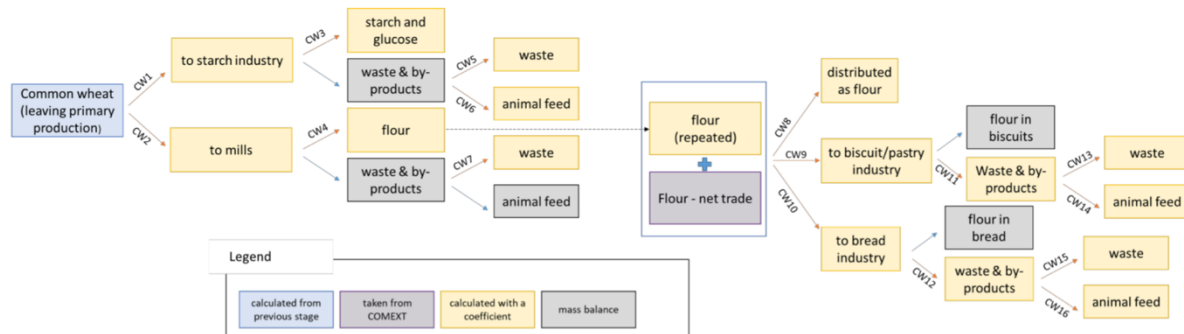 Common wheat
(leaving primary
production)
CW1
CW2
to starch industry
to mills
CW3
CW4
starch and
glucose
waste & by-
products
flour
waste & by-
products
CW5
CW6
CW7
waste
animal feed
waste
animal feed
flour
(repeated)
Flour - net trade
CW8
CW9
CW10
distributed
as flour
to biscuit/pastry
industry
to bread
industry
CW11
CW12
flour in
biscuits
Waste & by-
products
flour in
bread
waste & by-
products
CW13
CW14
CW15
CW16
waste
animal feed
waste
animal feed
Legend
calculated from
previous stage
taken from
COMEXT
calculated with a
coefficient
mass balance